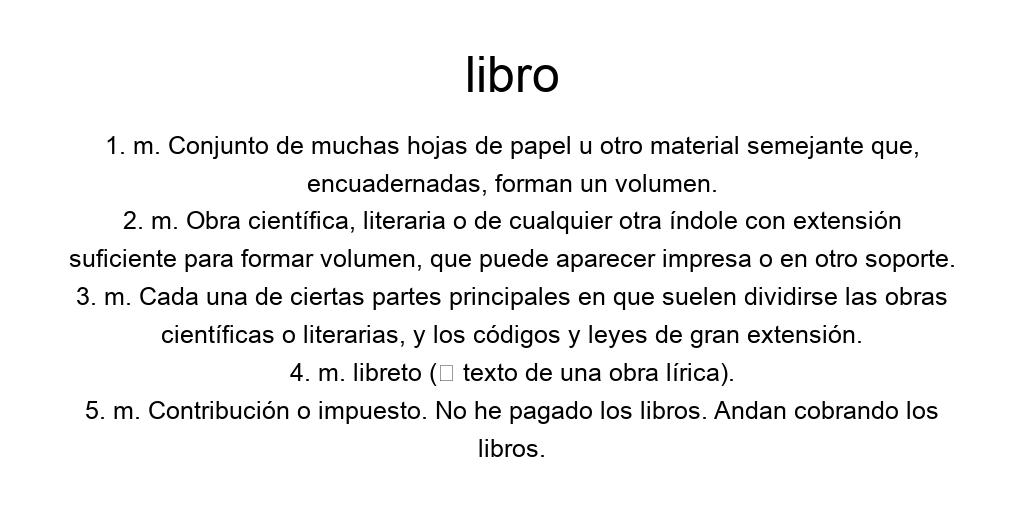 libro
1. m. Conjunto de muchas hojas de papel u otro material semejante que,
encuadernadas, forman un volumen.
2. m. Obra científica, literaria o de cualquier otra índole con extensión
suficiente para formar volumen, que puede aparecer impresa o en otro soporte.
3. m. Cada una de ciertas partes principales en que suelen dividirse las obras
científicas o literarias, y los códigos y leyes de gran extensión.
4. m. libreto (□ texto de una obra lírica).
5. m. Contribución o impuesto. No he pagado los libros. Andan cobrando los
libros.